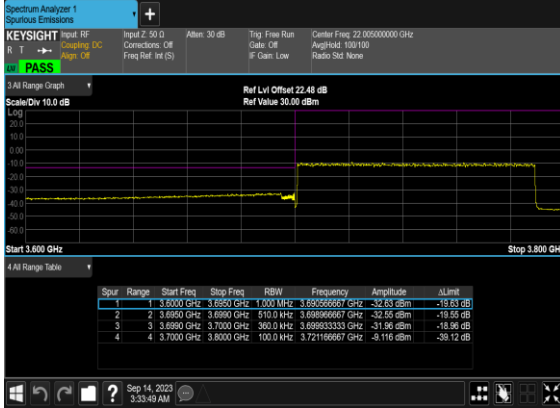 Spectrum Analyzer 1
Spurious Emissions
+
KEYSIGHT Input: RF Input Z: 50 Ω Atten: 30 dB Trig: Free Run Center Freq: 22.005000000 GHz
R T Coupling: DC Corrections: Off Gate: Off Avg|Hold: 100/100
Align: Off Freq Ref: Int (S) IF Gain: Low Radio Std: None
PASS
3 All Range Graph Ref Lvl Offset 22.48 dB
Scale/Div 10.0 dB Ref Value 30.00 dBm
Log
20.0
10.0
0.00
-10.0
-20.0
-30.0
-40.0
-50.0
-60.0
Start 3.600 GHz Stop 3.800 GH
4 All Range Table
Spur Range Start Freq Stop Freq RBW Frequency Amplitude ΔLimit
1 1 3.6000 GHz 3.6950 GHz 1.000 MHz 3.690566667 GHz -32.63 dBm -19.63 dB
2 2 3.6950 GHz 3.6990 GHz 510.0 kHz 3.698966667 GHz -32.55 dBm -19.55 dB
3 3 3.6990 GHz 3.7000 GHz 360.0 kHz 3.699933333 GHz -31.96 dBm -18.96 dB
4 4 3.7000 GHz 3.8000 GHz 100.0 kHz 3.721166667 GHz -9.116 dBm -39.12 dB
? Sep 14, 2023
3:33:49 AM